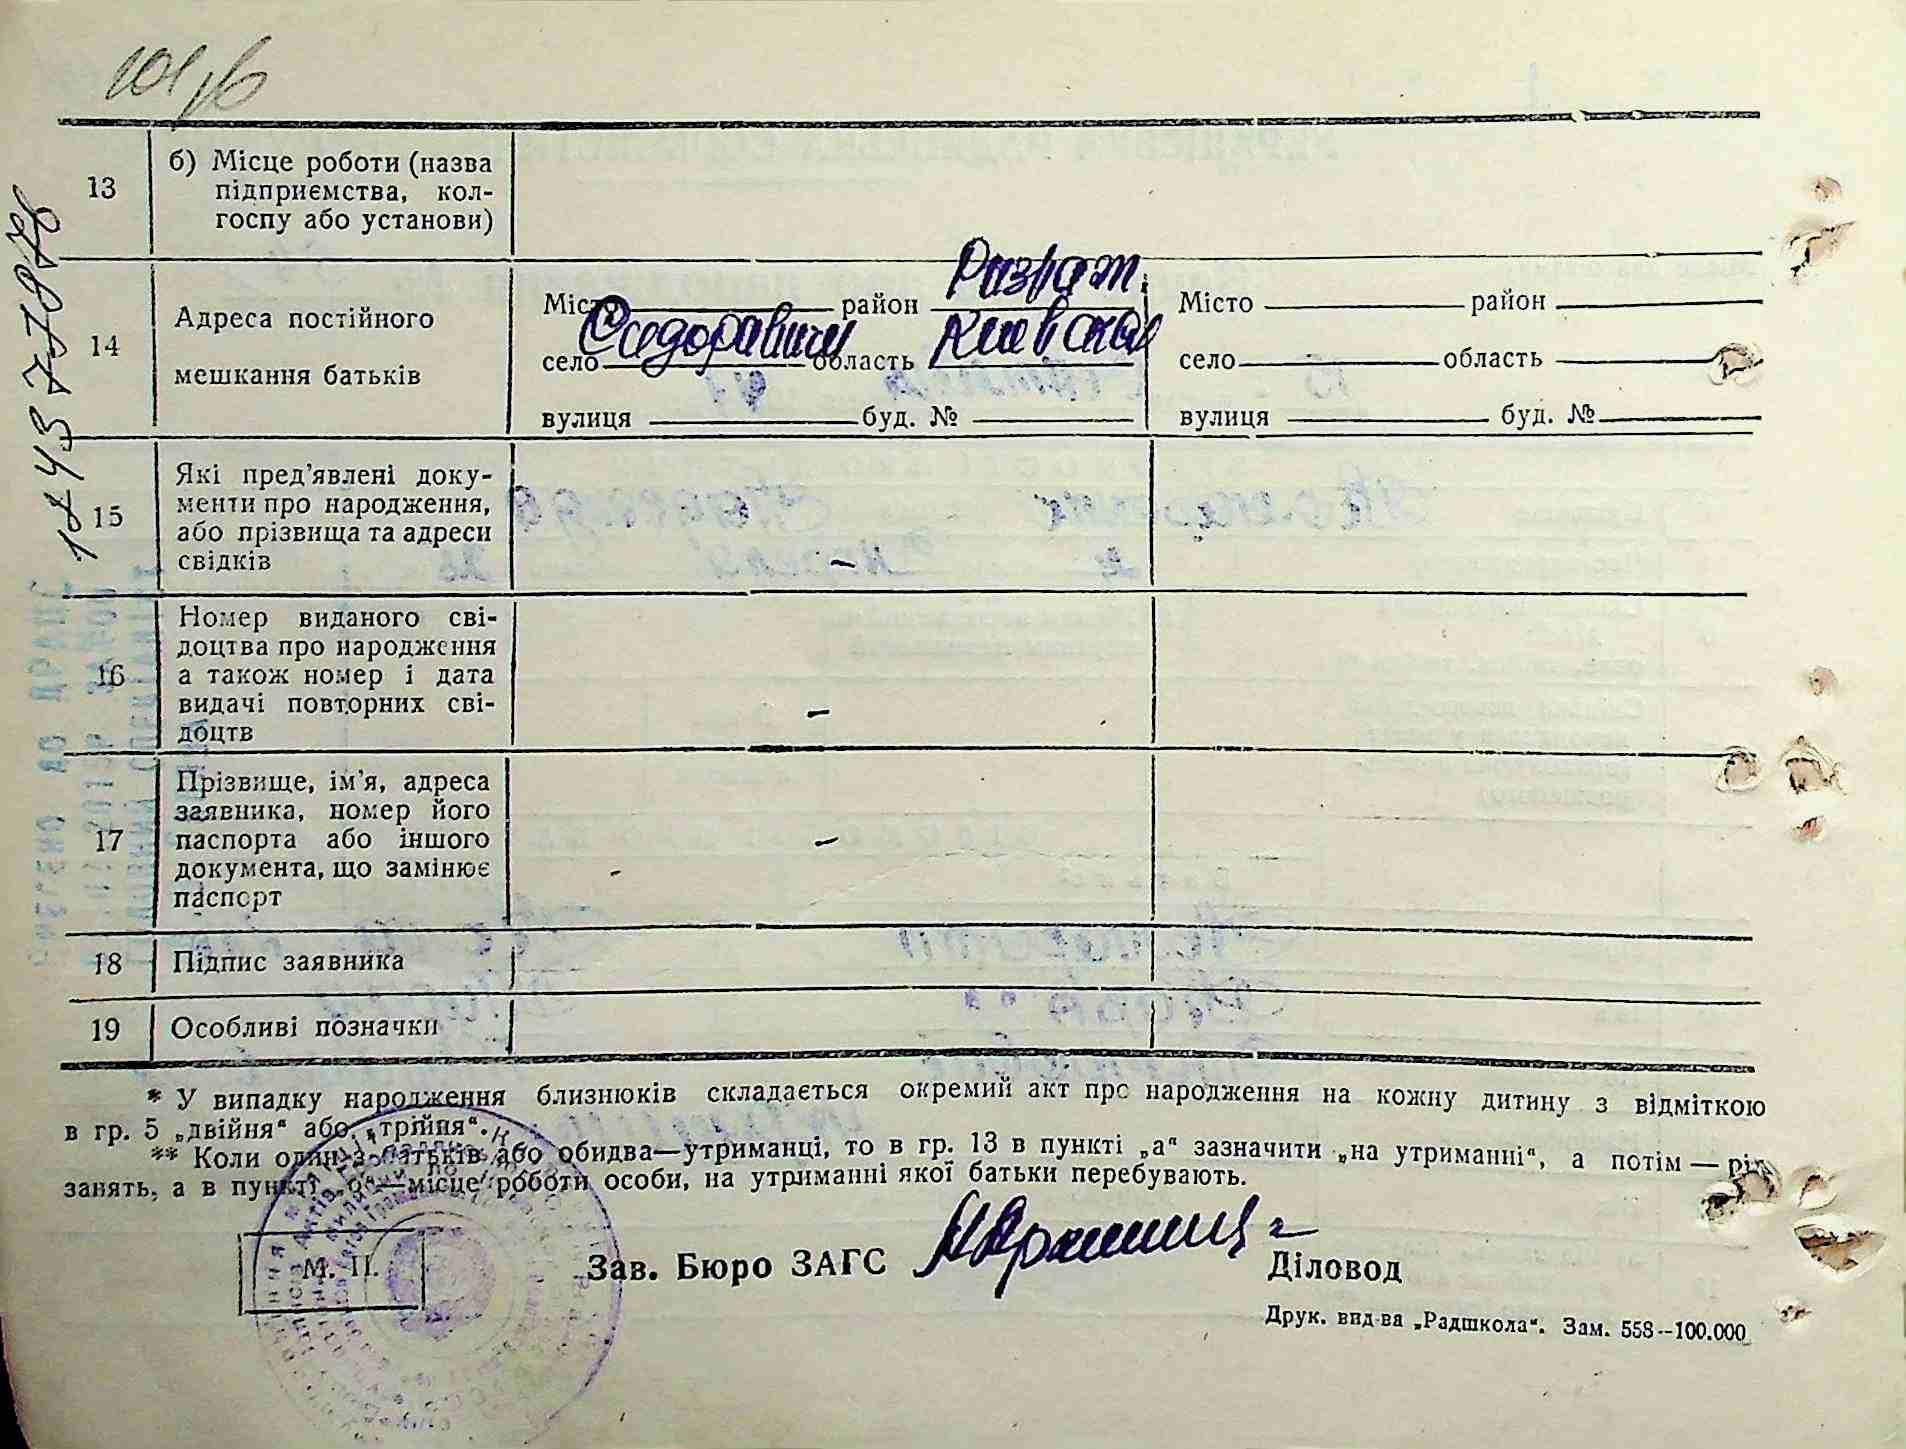 13
б) Місце роботи (назва
підприємства, кол-
госпу або установи)
14
Адреса постійного
мешкання батьків
Місто район Розваж.
село Сидоравичи область Киевская
вулиця буд. №
Місто район
село область
вулиця буд. №
15
Які пред'явлені доку-
менти про народження,
або прізвища та адреси
свідків
–
16
Номер виданого сві-
доцтва про народження
а також номер і дата
видачі повторних сві-
доцтв
–
17
Прізвище, ім'я, адреса
заявника, номер його
паспорта або іншого
документа, що замінює
паспорт
–
18 Підпис заявника
19 Особливі позначки
* У випадку народження близнюків складається окремий акт про народження на кожну дитину з відміткою
в гр. 5 „двійня“ або „трійня“.
** Коли один з батьків або обидва—утриманці, то в гр. 13 в пункті „а“ зазначити „на утриманні“, а потім — рід
занять, а в пункті „б“—місце роботи особи, на утриманні якої батьки перебувають.
М. П.
Зав. Бюро ЗАГС
Діловод
Друк. вид-ва „Радшкола“. Зам. 558--100.000